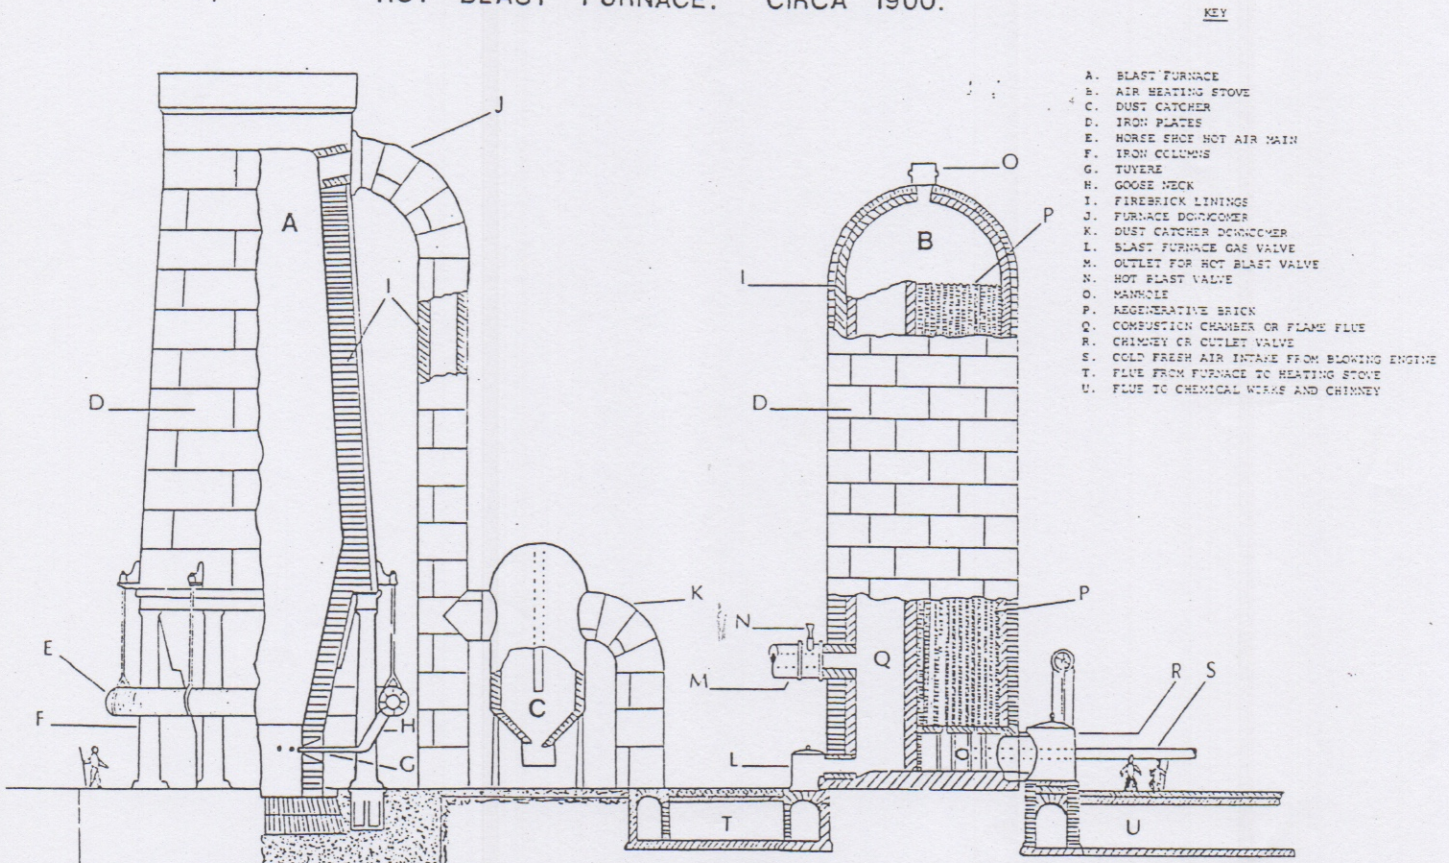 HOT BLAST FURNACE. CIRCA 1900.
KEY
A. BLAST FURNACE
B. AIR HEATING STOVE
C. DUST CATCHER
D. IRON PLATES
E. HORSE SHOE HOT AIR MAIN
F. IRON COLUMNS
G. TUYERE
H. GOOSE NECK
I. FIREBRICK LININGS
J. FURNACE DOWNCOMER
K. DUST CATCHER DOWNCOMER
L. BLAST FURNACE GAS VALVE
M. OUTLET FOR HOT BLAST VALVE
N. HOT BLAST VALVE
O. MANHOLE
P. REGENERATIVE BRICK
Q. COMBUSTION CHAMBER OR FLAME FLUE
R. CHIMNEY OR OUTLET VALVE
S. COLD FRESH AIR INTAKE FROM BLOWING ENGINE
T. FLUE FROM FURNACE TO HEATING STOVE
U. FLUE TO CHEMICAL WORKS AND CHIMNEY
J
O
P
A
B
I
I
D
D
K
P
N
E
Q
M
R S
C
F
H
L
G
T
U